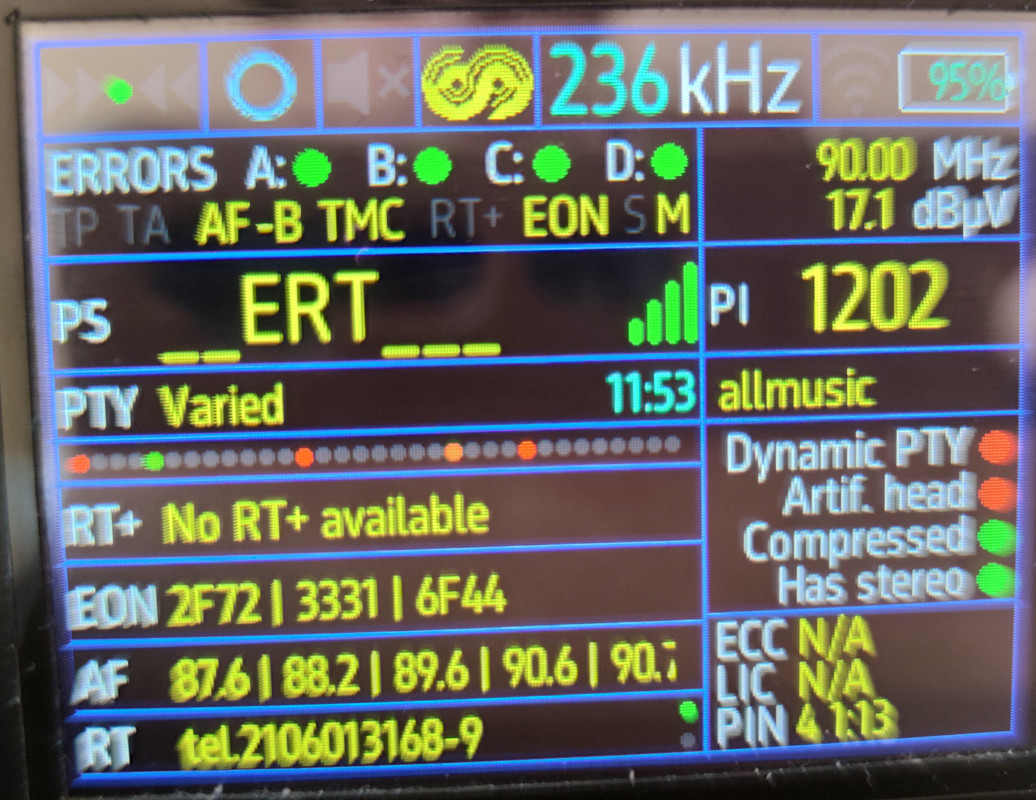 236 kHz 95%
ERRORS A: B: C: D:
90.00 MHz
TP TA AF-B TMC RT+ EON S M
17.1 dBµV
PS __ERT___
PI 1202
PTY Varied 11:53
allmusic
Dynamic PTY
Artif. head
RT+ No RT+ available
Compressed
Has stereo
EON 2F72 | 3331 | 6F44
ECC N/A
AF 87.6 | 88.2 | 89.6 | 90.6 | 90.7
LIC N/A
RT tel.2106013168-9
PIN 4 1:13